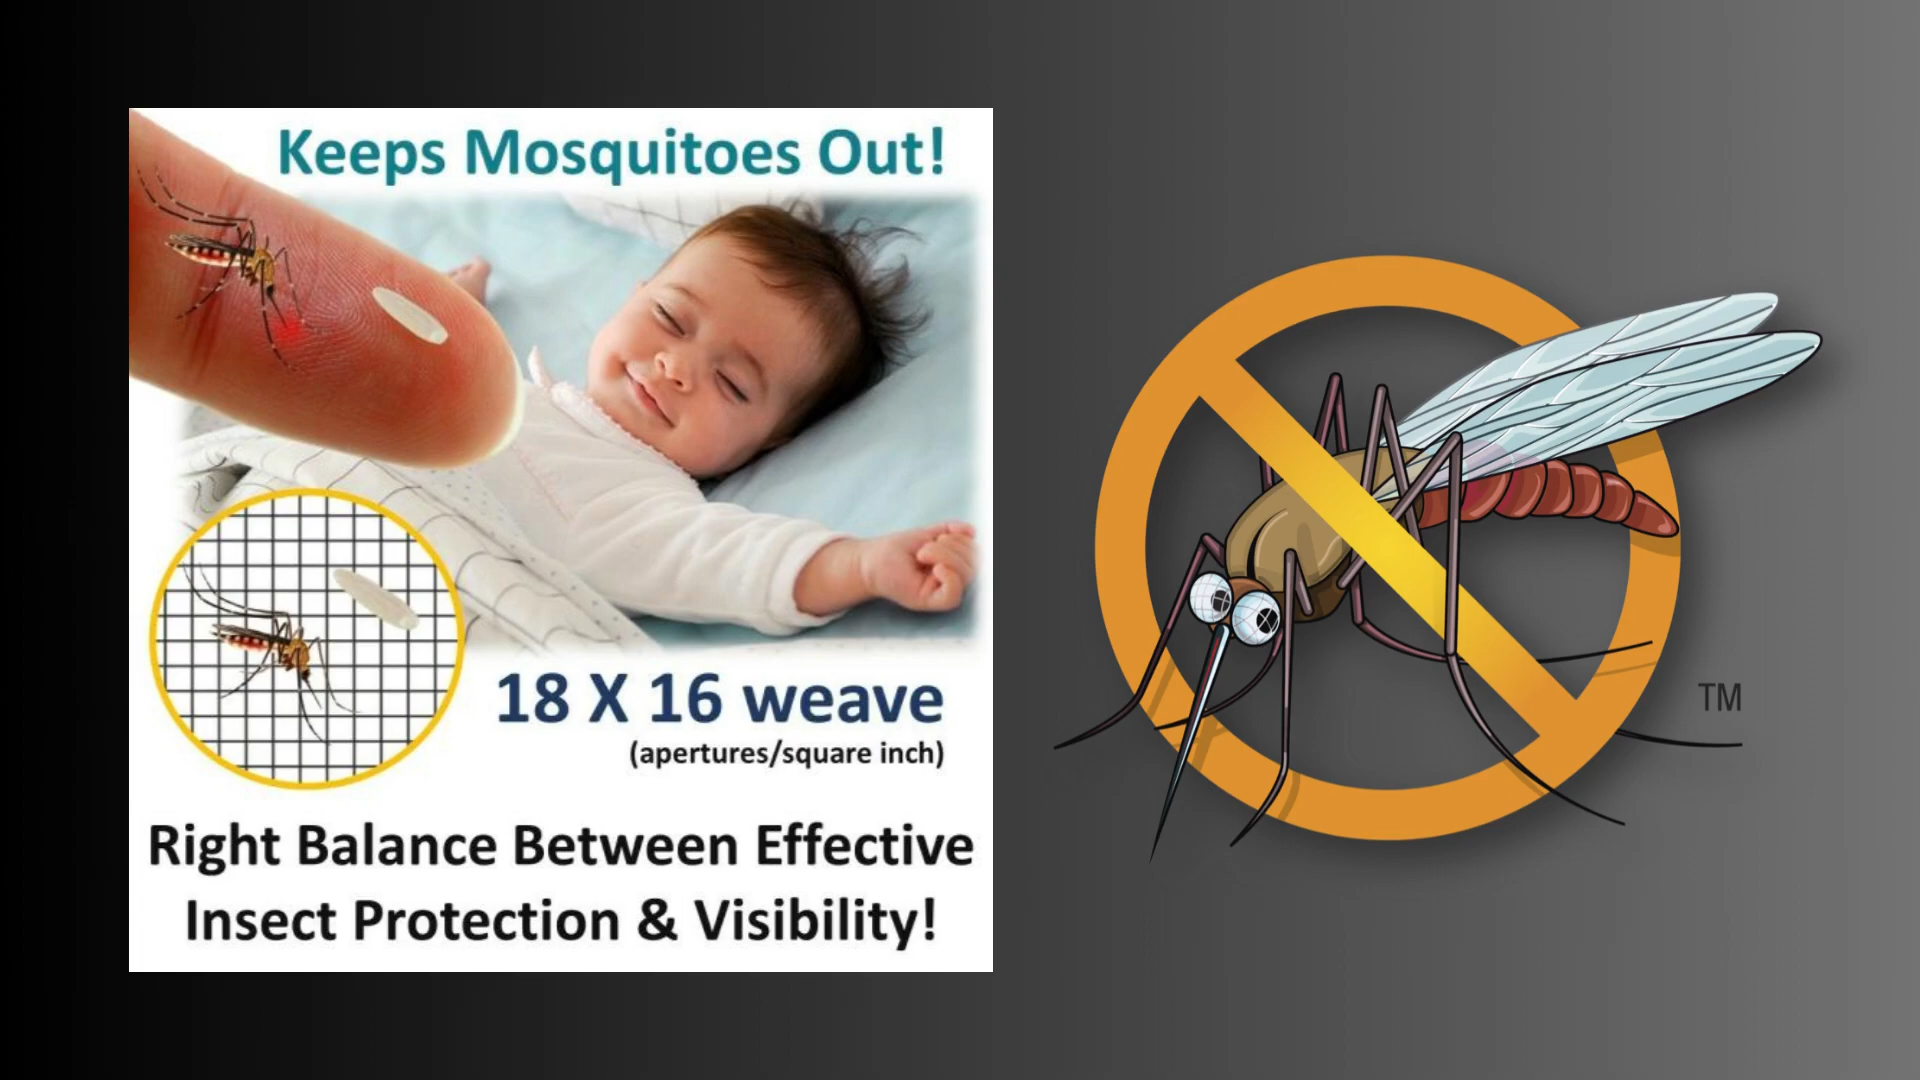 Keeps Mosquitoes Out!
18 X 16 weave
(apertures/square inch)
Right Balance Between Effective
Insect Protection & Visibility!
TM